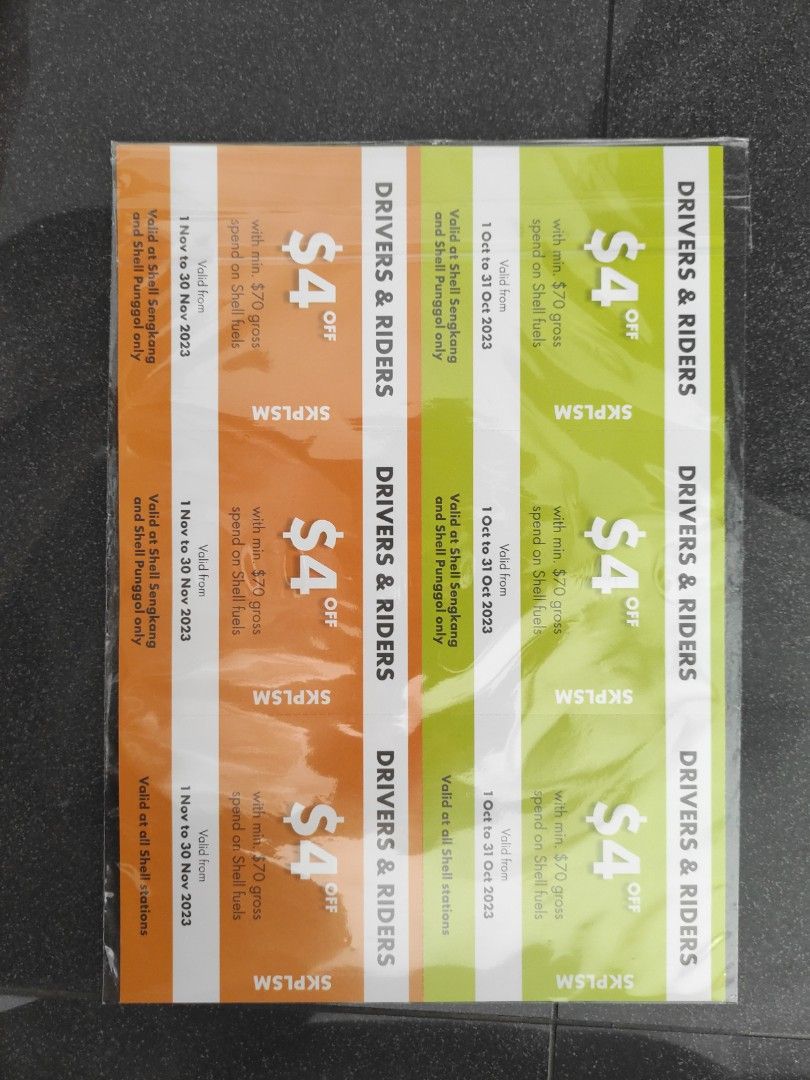 DRIVERS & RIDERS
$4 OFF
with min. $70 gross
spend on Shell fuels
SKPLSM
Valid from
1 Oct to 31 Oct 2023
Valid at Shell Sengkang
and Shell Punggol only
DRIVERS & RIDERS
$4 OFF
with min. $70 gross
spend on Shell fuels
SKPLSM
Valid from
1 Oct to 31 Oct 2023
Valid at Shell Sengkang
and Shell Punggol only
DRIVERS & RIDERS
$4 OFF
with min. $70 gross
spend on Shell fuels
SKPLSM
Valid from
1 Oct to 31 Oct 2023
Valid at all Shell stations
DRIVERS & RIDERS
$4 OFF
with min. $70 gross
spend on Shell fuels
SKPLSM
Valid from
1 Nov to 30 Nov 2023
Valid at Shell Sengkang
and Shell Punggol only
DRIVERS & RIDERS
$4 OFF
with min. $70 gross
spend on Shell fuels
SKPLSM
Valid from
1 Nov to 30 Nov 2023
Valid at Shell Sengkang
and Shell Punggol only
DRIVERS & RIDERS
$4 OFF
with min. $70 gross
spend on Shell fuels
SKPLSM
Valid from
1 Nov to 30 Nov 2023
Valid at all Shell stations